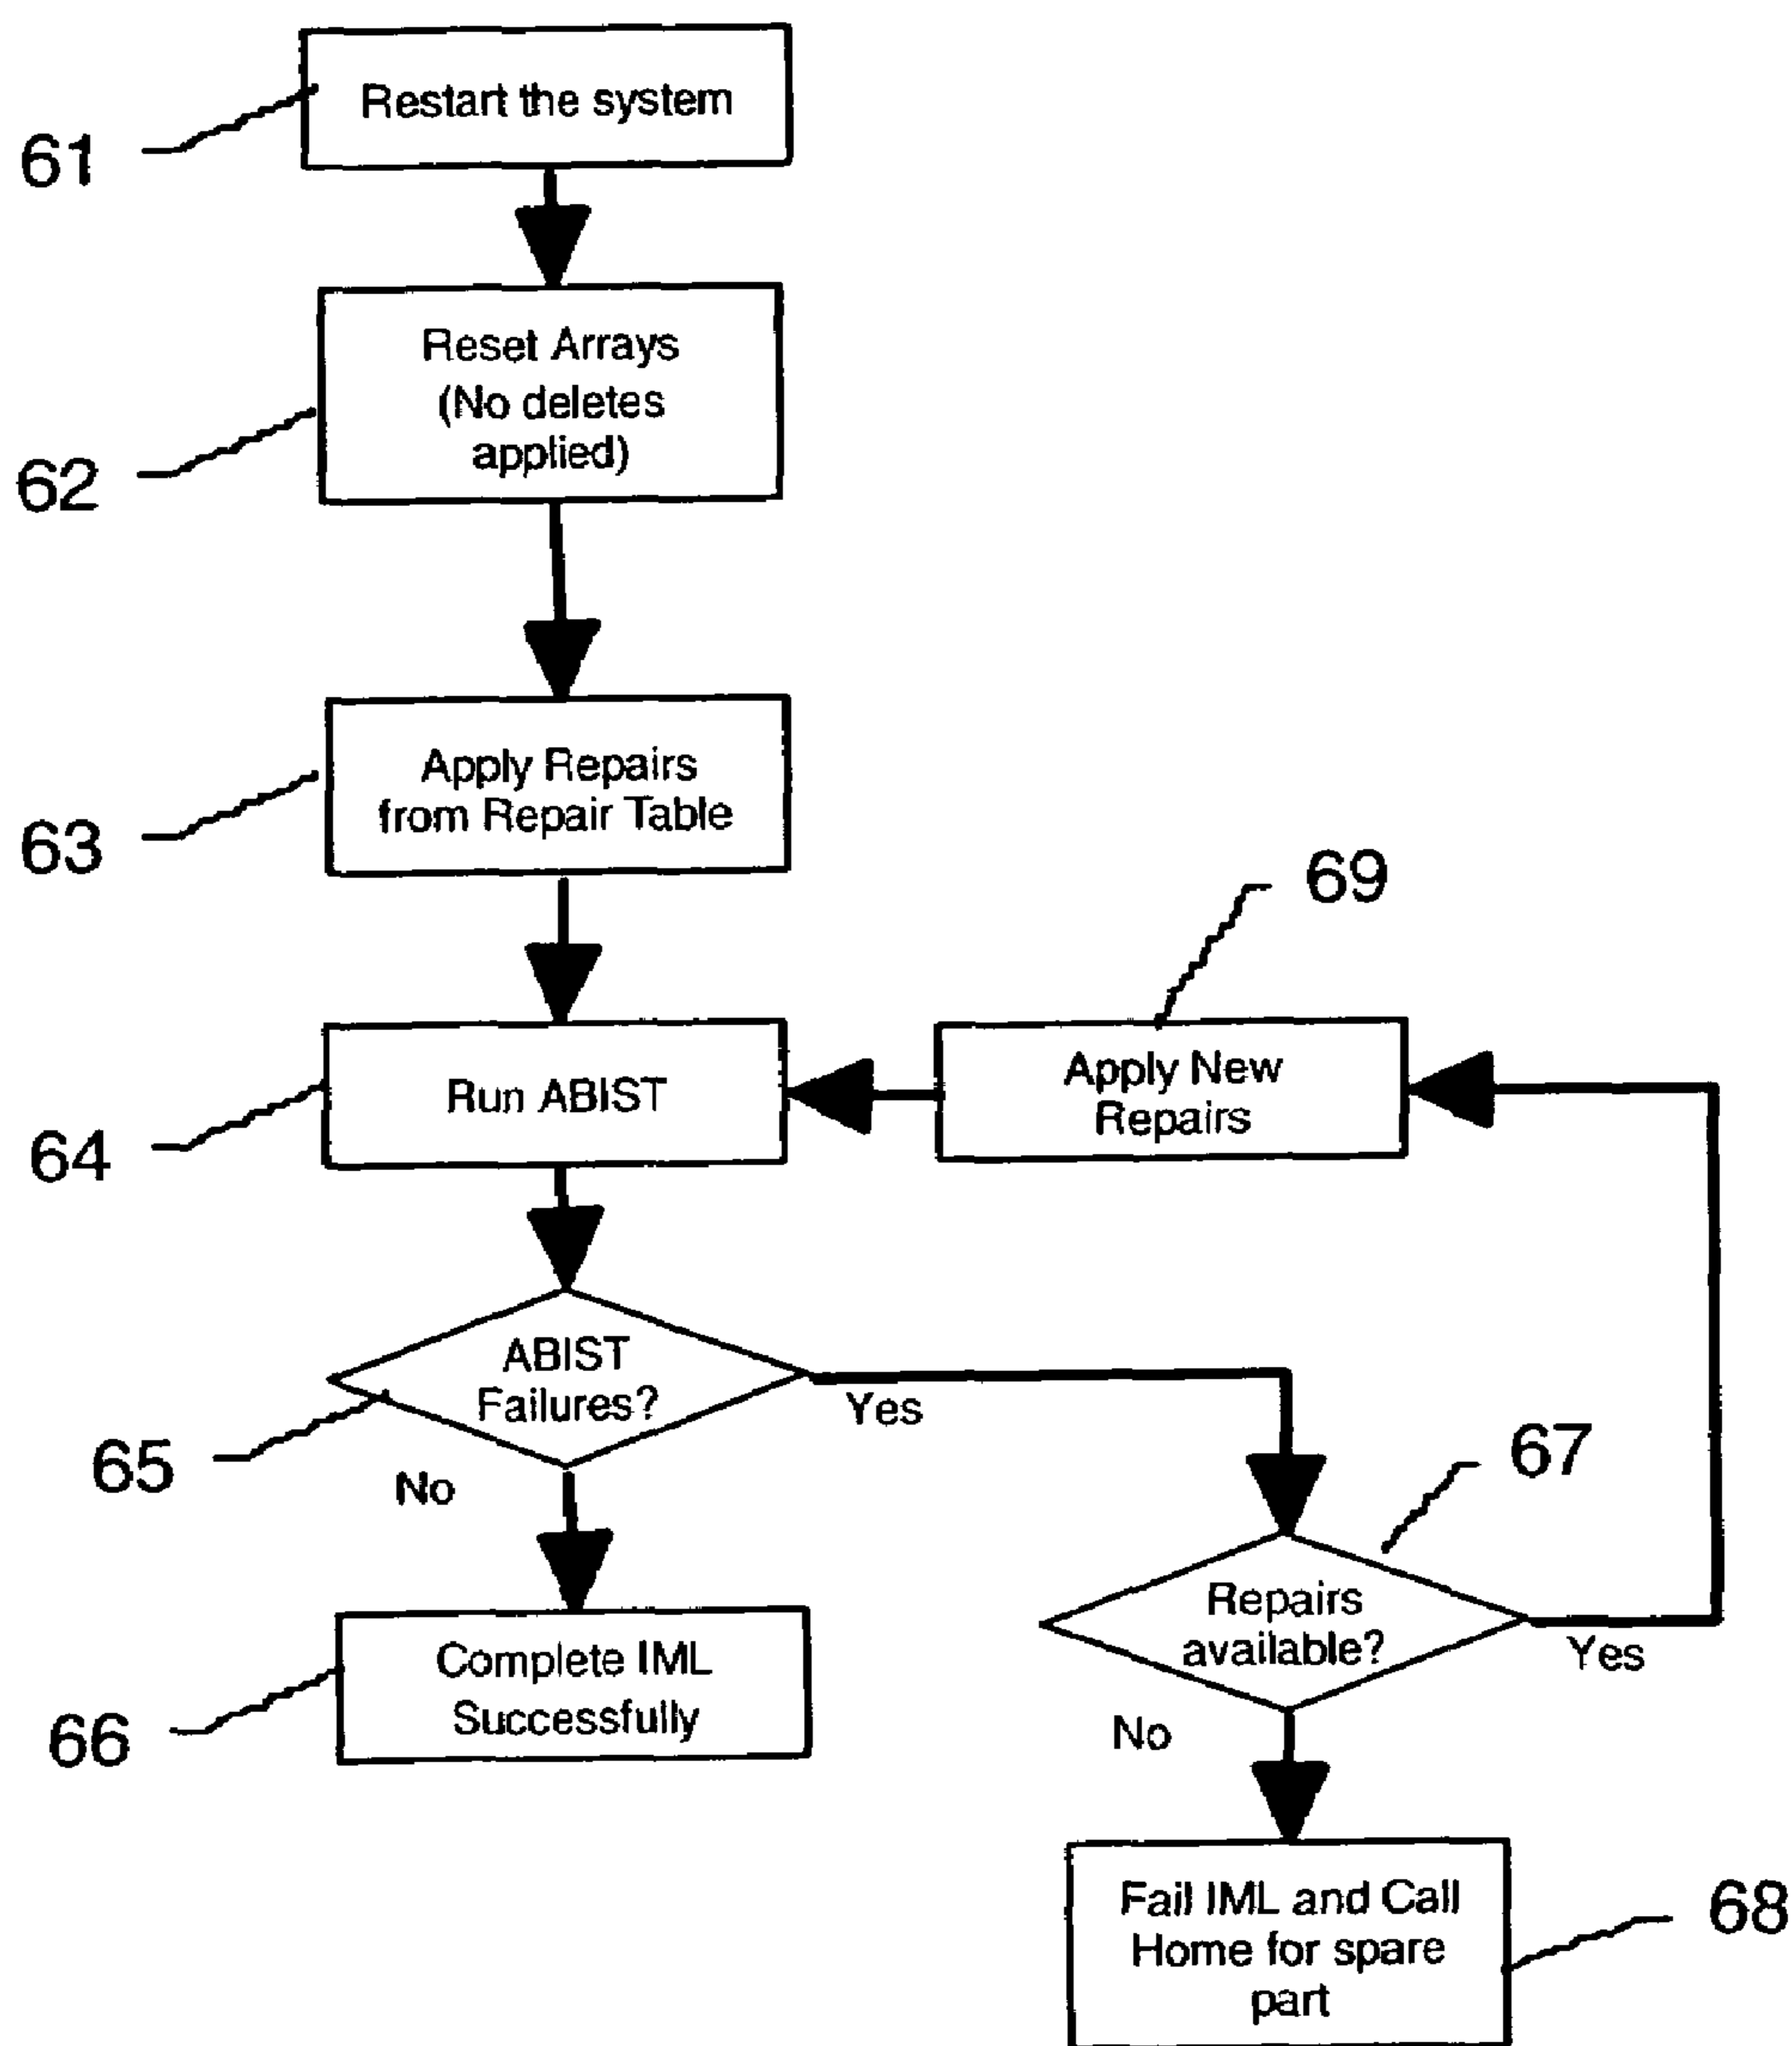 Restart the system
61
Reset Arrays
(No deletes
applied)
62
Apply Repairs
from Repair Table
63
69
Run ABIST
Apply New
Repairs
64
ABIST
Failures?
Yes
65
No
67
Repairs
available?
Yes
Complete IML
Successfully
66
No
Fail IML and Call
Home for spare
part
68